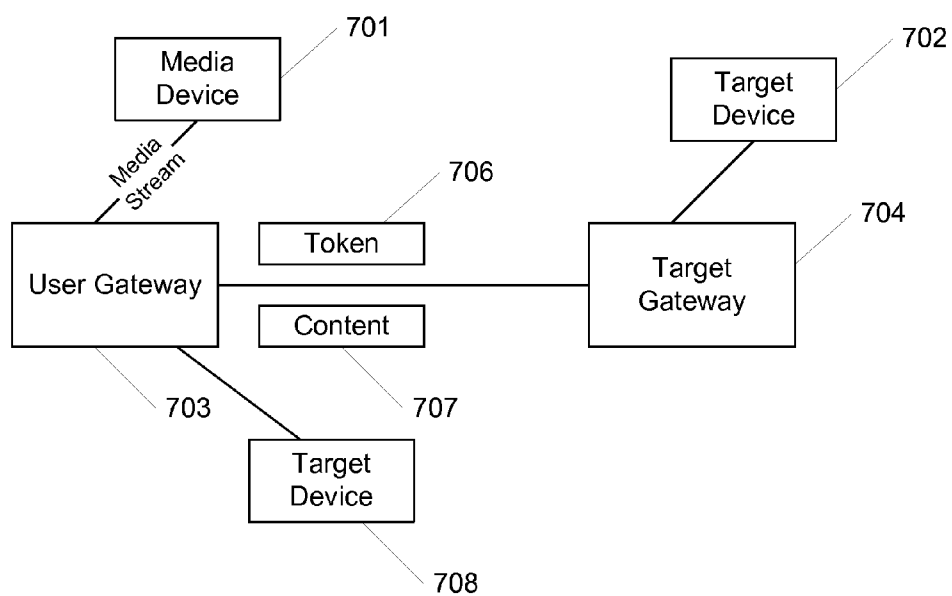 701
Media
Device
702
Target
Device
Media
Stream
706
Token
704
User Gateway
Target
Gateway
Content
703
707
Target
Device
708